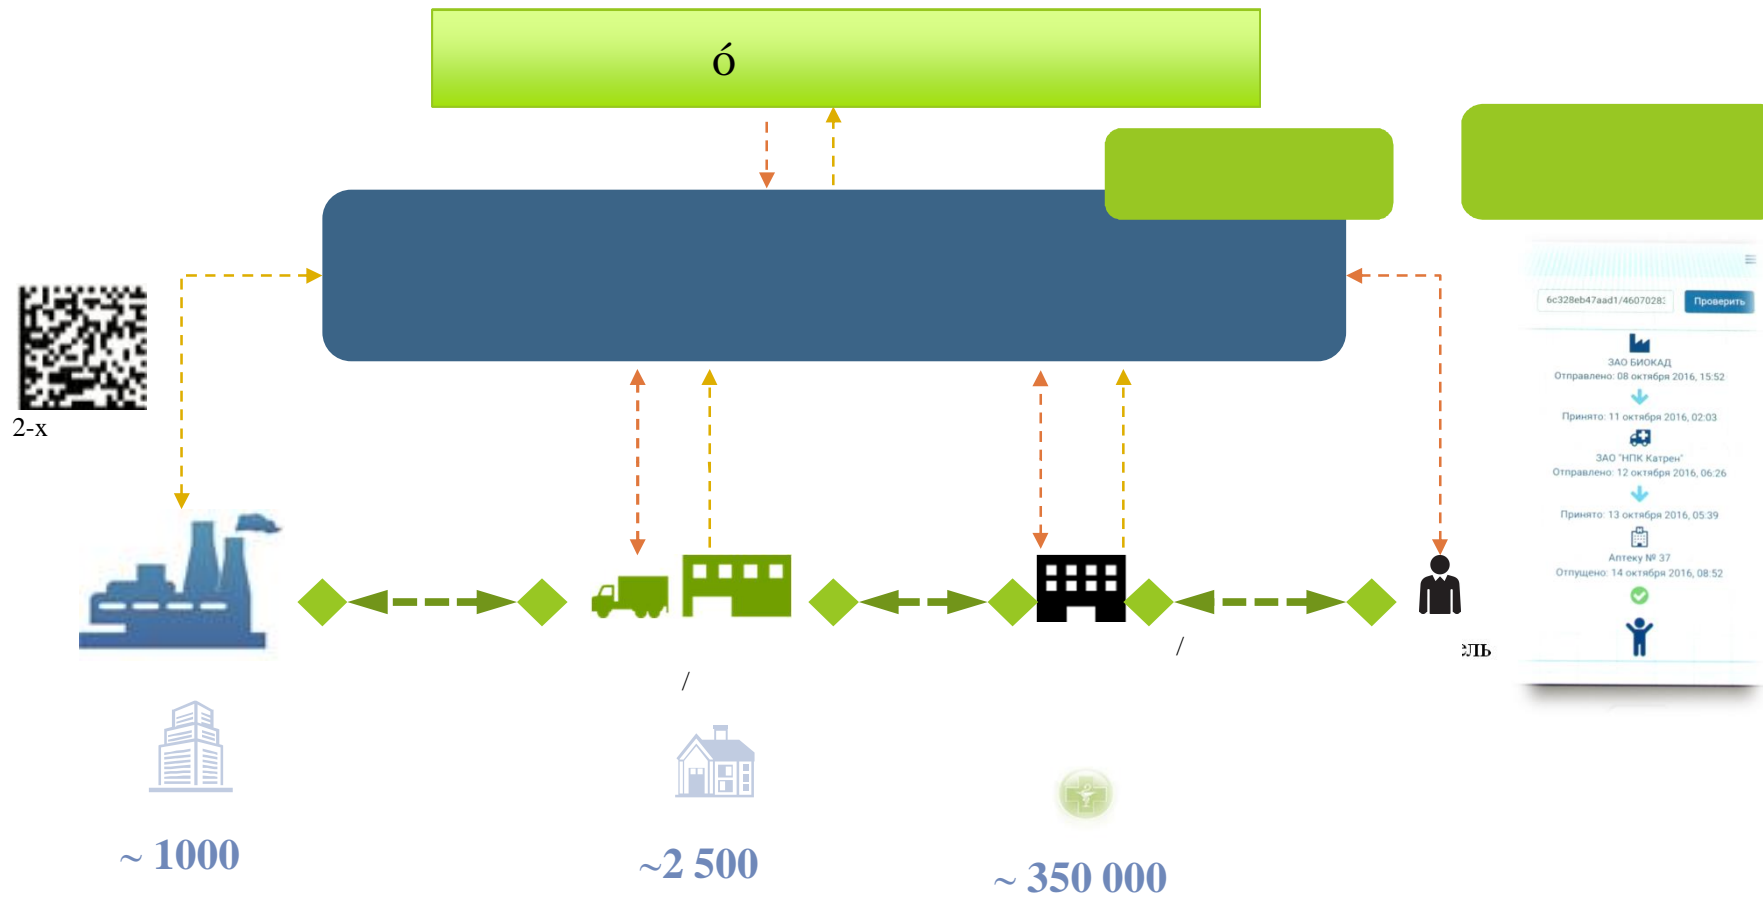 ó
6c328eb47aad1/4607028
Проверить
2-х
ЗАО БИОКАД
Отправлено: 08 октября 2016, 15:52
Принято: 11 октября 2016, 02:03
ЗАО "НПК Катрен"
Отправлено: 12 октября 2016, 06:26
Принято: 13 октября 2016, 05:39
Аптеку № 37
Отпущено: 14 октября 2016, 08:52
/
ель
/
~ 1000
~2 500
~ 350 000